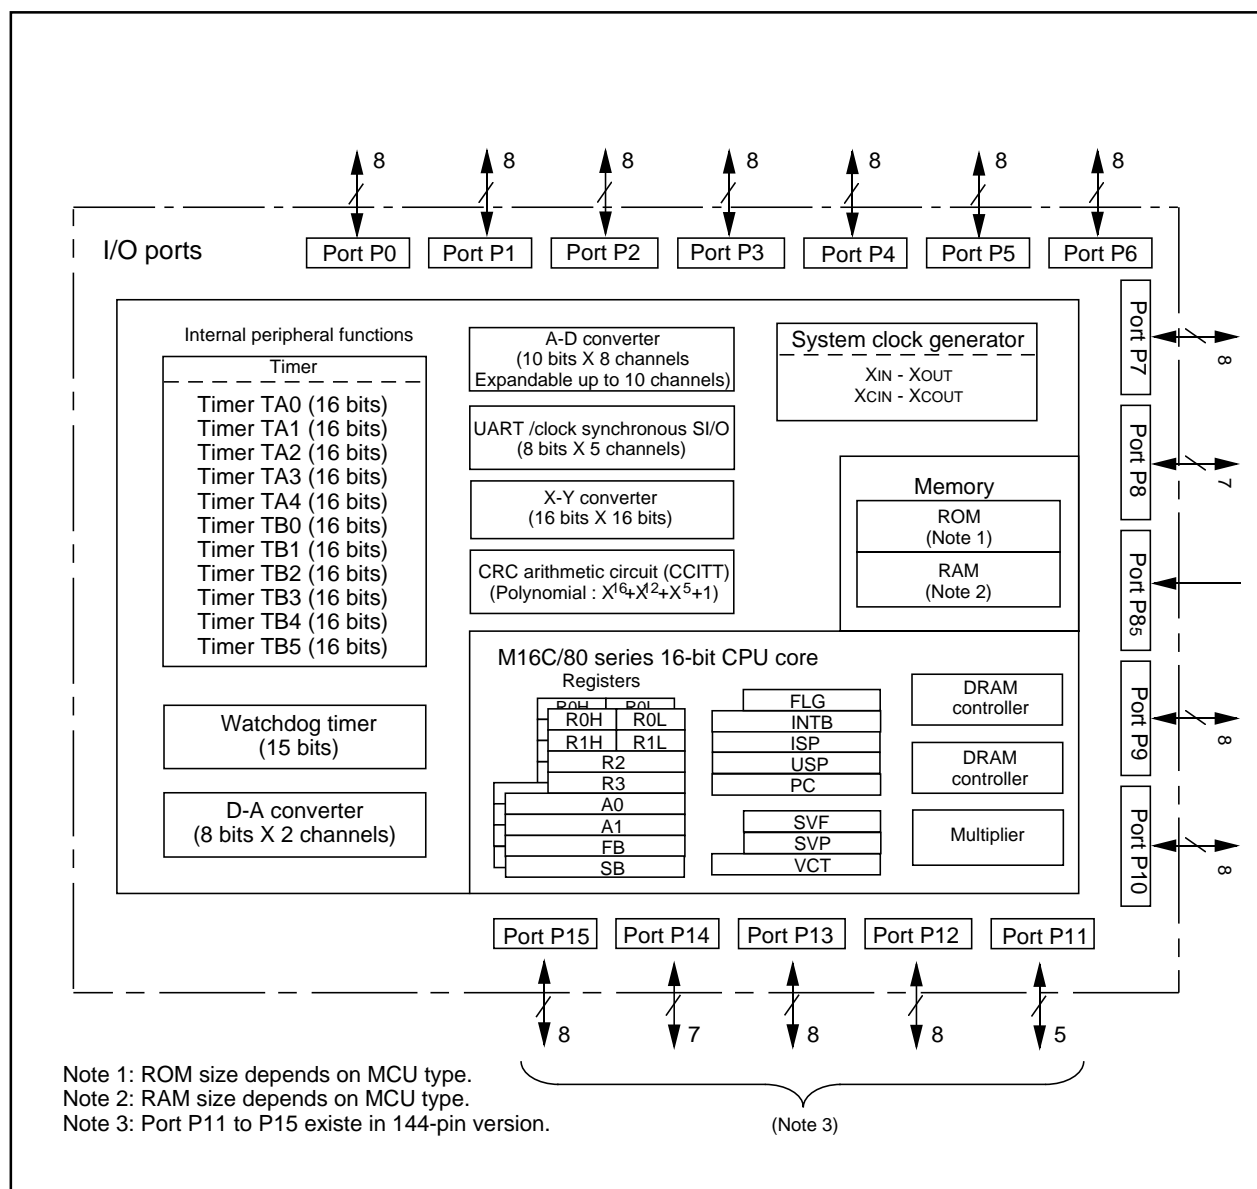 8 8 8 8 8 8 8
I/O ports
Port P0 Port P1 Port P2 Port P3 Port P4 Port P5 Port P6
Port P7
8
Port P8
7
Port P85
Port P9
8
Port P10
8
Internal peripheral functions
Timer
Timer TA0 (16 bits)
Timer TA1 (16 bits)
Timer TA2 (16 bits)
Timer TA3 (16 bits)
Timer TA4 (16 bits)
Timer TB0 (16 bits)
Timer TB1 (16 bits)
Timer TB2 (16 bits)
Timer TB3 (16 bits)
Timer TB4 (16 bits)
Timer TB5 (16 bits)
Watchdog timer
(15 bits)
D-A converter
(8 bits X 2 channels)
A-D converter
(10 bits X 8 channels
Expandable up to 10 channels)
UART /clock synchronous SI/O
(8 bits X 5 channels)
X-Y converter
(16 bits X 16 bits)
CRC arithmetic circuit (CCITT)
(Polynomial : X16+X12+X5+1)
System clock generator
XIN - XOUT
XCIN - XCOUT
Memory
ROM
(Note 1)
RAM
(Note 2)
M16C/80 series 16-bit CPU core
Registers
R0H R0L
R0H R0L
R1H R1L
R2
R3
A0
A1
FB
SB
FLG
INTB
ISP
USP
PC
SVF
SVP
VCT
DRAM
controller
DRAM
controller
Multiplier
Port P15 Port P14 Port P13 Port P12 Port P11
8 7 8 8 5
(Note 3)
Note 1: ROM size depends on MCU type.
Note 2: RAM size depends on MCU type.
Note 3: Port P11 to P15 existe in 144-pin version.